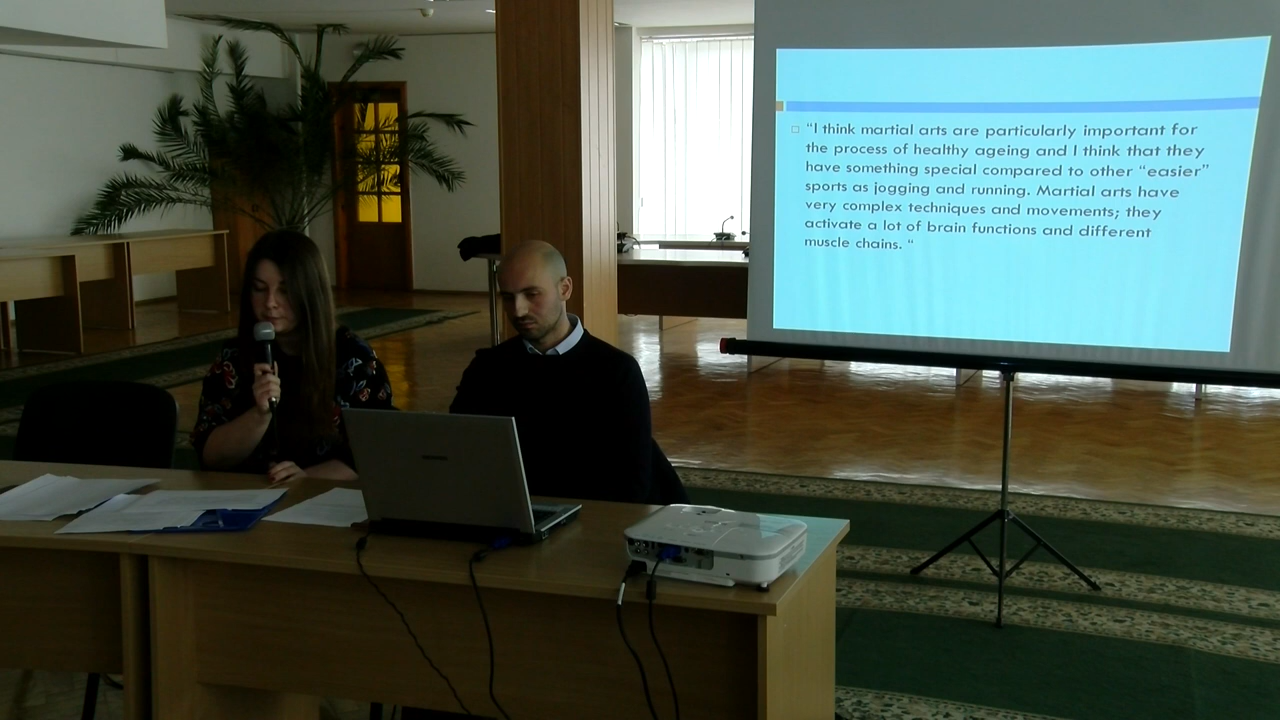 “I think martial arts are particularly important for
the process of healthy ageing and I think that they
have something special compared to other “easier”
sports as jogging and running. Martial arts have
very complex techniques and movements; they
activate a lot of brain functions and different
muscle chains. “